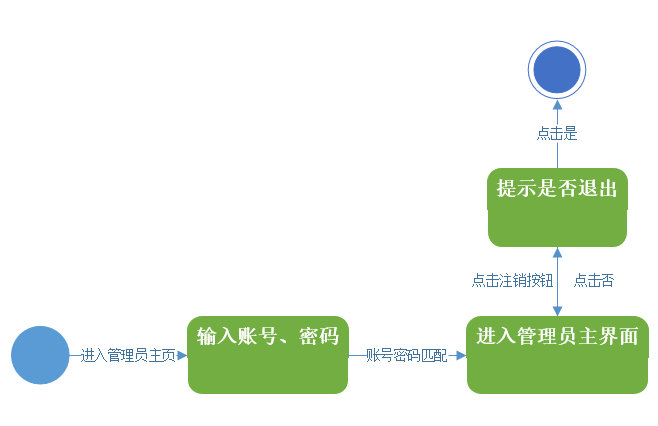 点击是
提示是否退出
点击注销按钮
点击否
进入管理员主页
输入账号、密码
账号密码匹配
进入管理员主界面